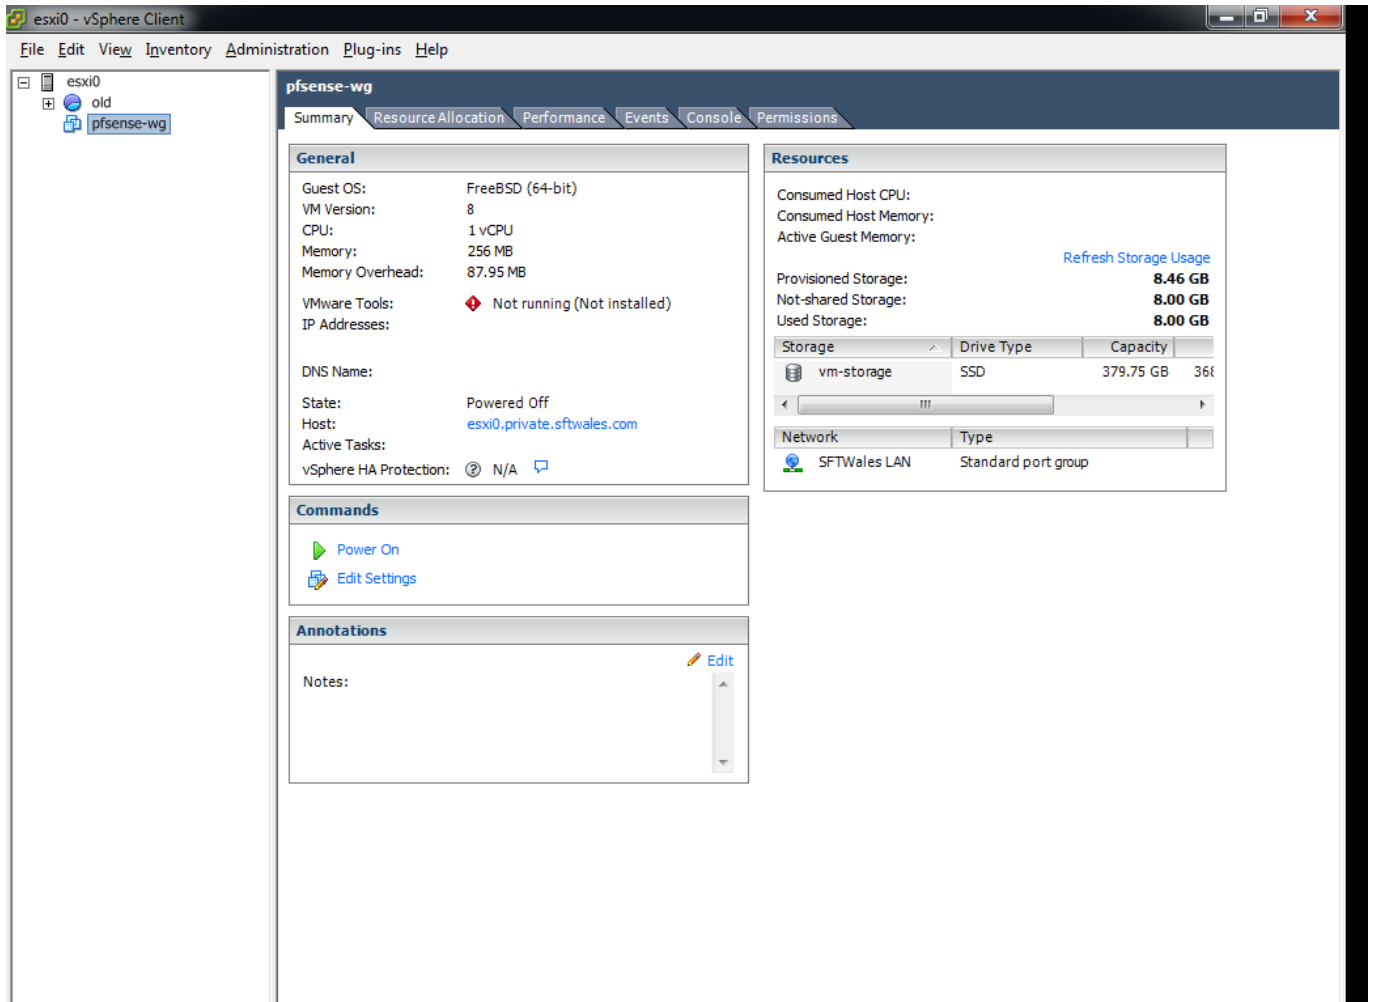 esxi0 - vSphere Client
File Edit View Inventory Administration Plug-ins Help
esxi0
old
pfsense-wg
pfsense-wg
Summary Resource Allocation Performance Events Console Permissions
General
Guest OS: FreeBSD (64-bit)
VM Version: 8
CPU: 1 vCPU
Memory: 256 MB
Memory Overhead: 87.95 MB
VMware Tools: Not running (Not installed)
IP Addresses:
DNS Name:
State: Powered Off
Host: esxi0.private.sftwales.com
Active Tasks:
vSphere HA Protection: N/A
Commands
Power On
Edit Settings
Annotations
Edit
Notes:
Resources
Consumed Host CPU:
Consumed Host Memory:
Active Guest Memory:
Refresh Storage Usage
Provisioned Storage: 8.46 GB
Not-shared Storage: 8.00 GB
Used Storage: 8.00 GB
Storage Drive Type Capacity
vm-storage SSD 379.75 GB 368
Network Type
SFTWales LAN Standard port group